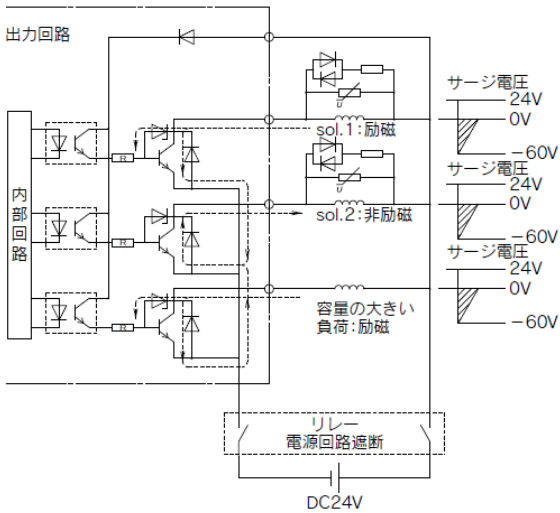 出力回路
サージ電圧
24V
0V
−60V
sol.1:励磁
R
u
サージ電圧
24V
0V
−60V
sol.2:非励磁
R
u
内部回路
サージ電圧
24V
0V
−60V
容量の大きい
負荷:励磁
R
リレー
電源回路遮断
DC24V